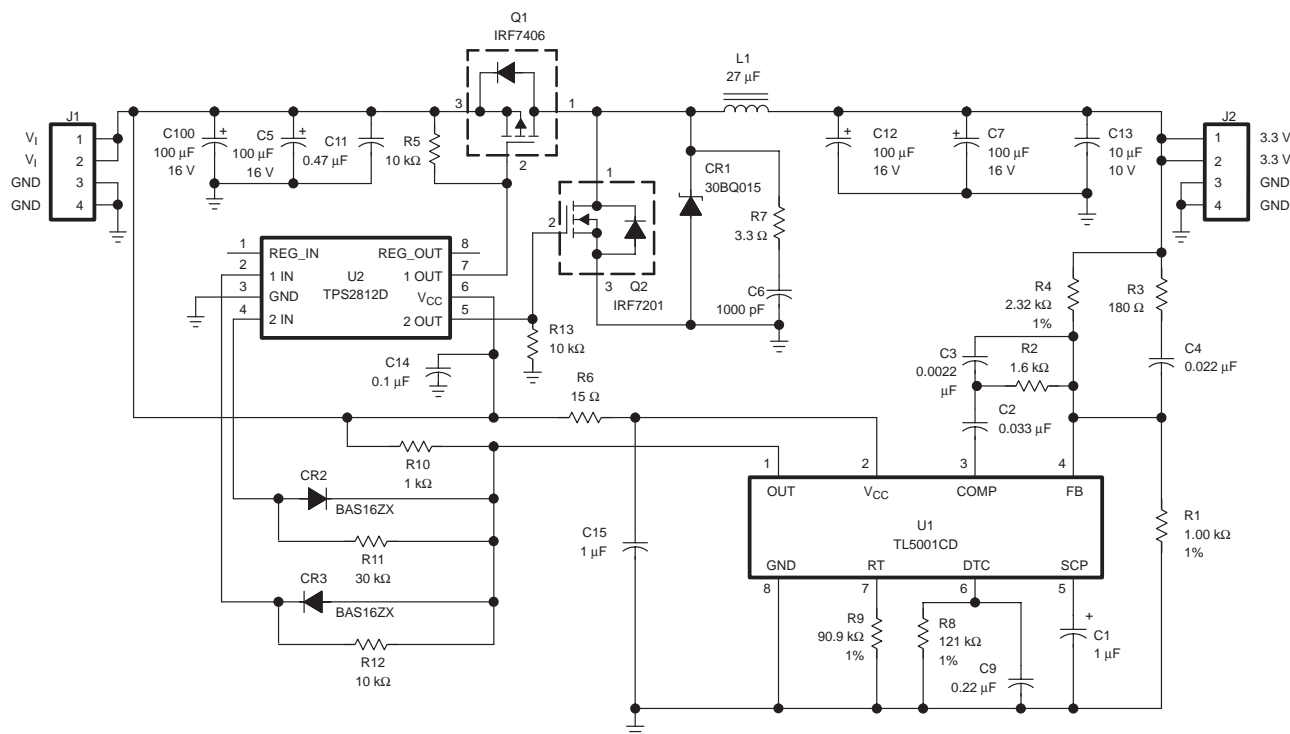 Q1
IRF7406
L1
27 μF
3
1
2
J1
VI
1
VI
2
GND
3
GND
4
C100
100 μF
16 V
+
C5
100 μF
16 V
+
C11
0.47 μF
R5
10 kΩ
+
C12
100 μF
16 V
+
C7
100 μF
16 V
C13
10 μF
10 V
J2
1
3.3 V
2
3.3 V
3
GND
4
GND
1
2
3
Q2
IRF7201
CR1
30BQ015
R7
3.3 Ω
C6
1000 pF
1
REG_IN
2
1 IN
3
GND
4
2 IN
U2
TPS2812D
REG_OUT
8
1 OUT
7
VCC
6
2 OUT
5
R13
10 kΩ
C14
0.1 μF
R4
2.32 kΩ
1%
R3
180 Ω
C3
0.0022
μF
R2
1.6 kΩ
C4
0.022 μF
C2
0.033 μF
R6
15 Ω
R10
1 kΩ
CR2
BAS16ZX
R11
30 kΩ
CR3
BAS16ZX
R12
10 kΩ
C15
1 μF
1
2
3
4
OUT
VCC
COMP
FB
U1
TL5001CD
GND
RT
DTC
SCP
8
7
6
5
R1
1.00 kΩ
1%
R9
90.9 kΩ
1%
R8
121 kΩ
1%
C9
0.22 μF
+
C1
1 μF